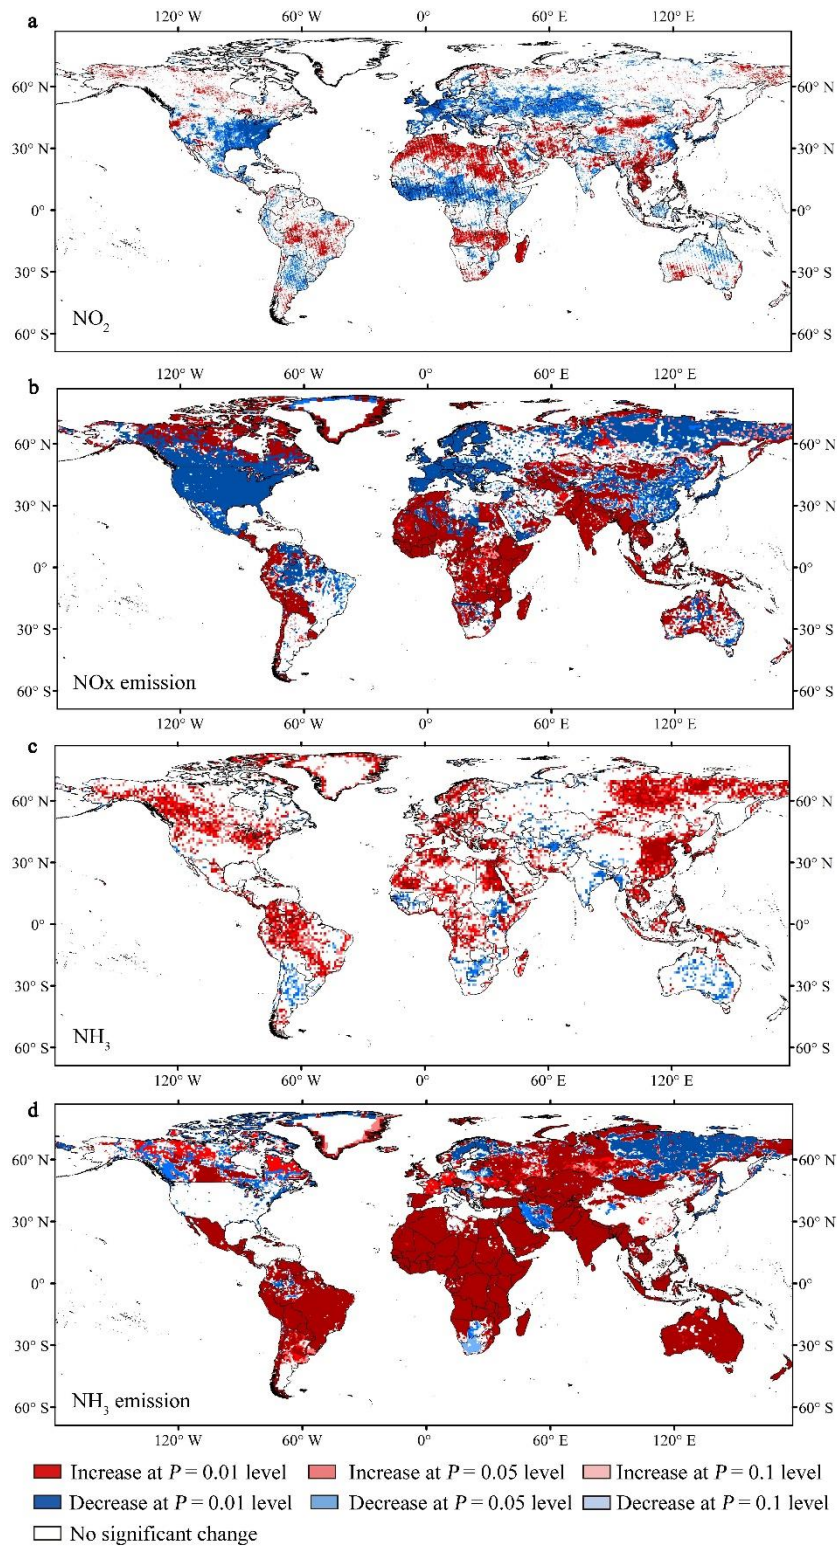 a
120° W 60° W 0° 60° E 120° E
60° N 60° N
30° N 30° N
0° 0°
30° S 30° S
60° S 60° S
NO₂
120° W 60° W 0° 60° E 120° E
b
60° N 60° N
30° N 30° N
0° 0°
30° S 30° S
60° S 60° S
NOx emission
120° W 60° W 0° 60° E 120° E
c
60° N 60° N
30° N 30° N
0° 0°
30° S 30° S
60° S 60° S
NH₃
120° W 60° W 0° 60° E 120° E
d
60° N 60° N
30° N 30° N
0° 0°
30° S 30° S
60° S 60° S
NH₃ emission
Increase at P = 0.01 level Increase at P = 0.05 level Increase at P = 0.1 level
Decrease at P = 0.01 level Decrease at P = 0.05 level Decrease at P = 0.1 level
No significant change